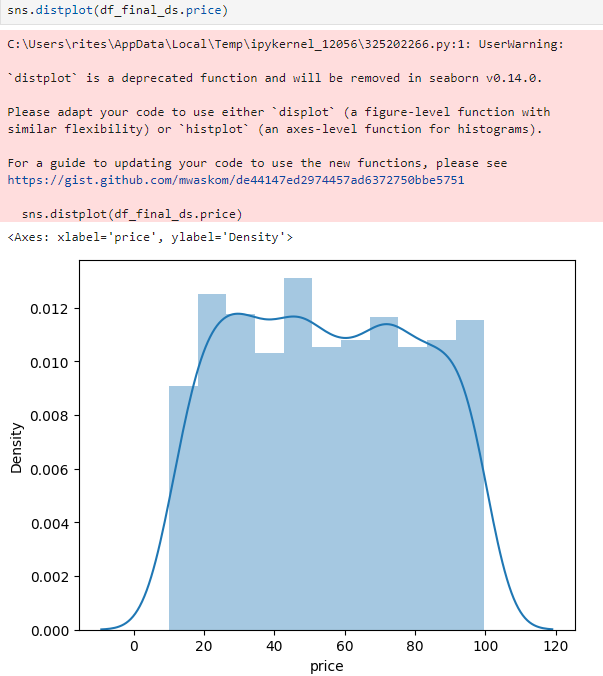 sns.distplot(df_final_ds.price)
C:\Users\rites\AppData\Local\Temp\ipykernel_12056\325202266.py:1: UserWarning:
`distplot` is a deprecated function and will be removed in seaborn v0.14.0.
Please adapt your code to use either `displot` (a figure-level function with
similar flexibility) or `histplot` (an axes-level function for histograms).
For a guide to updating your code to use the new functions, please see
https://gist.github.com/mwaskom/de44147ed2974457ad6372750bbe5751
sns.distplot(df_final_ds.price)
<Axes: xlabel='price', ylabel='Density'>
0.012
0.010
0.008
0.006
0.004
0.002
0.000
Density
0 20 40 60 80 100 120
price